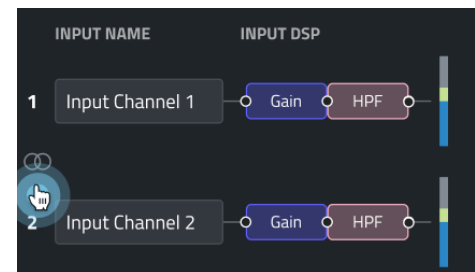 INPUT NAME INPUT DSP
1 Input Channel 1 Gain HPF
2 Input Channel 2 Gain HPF